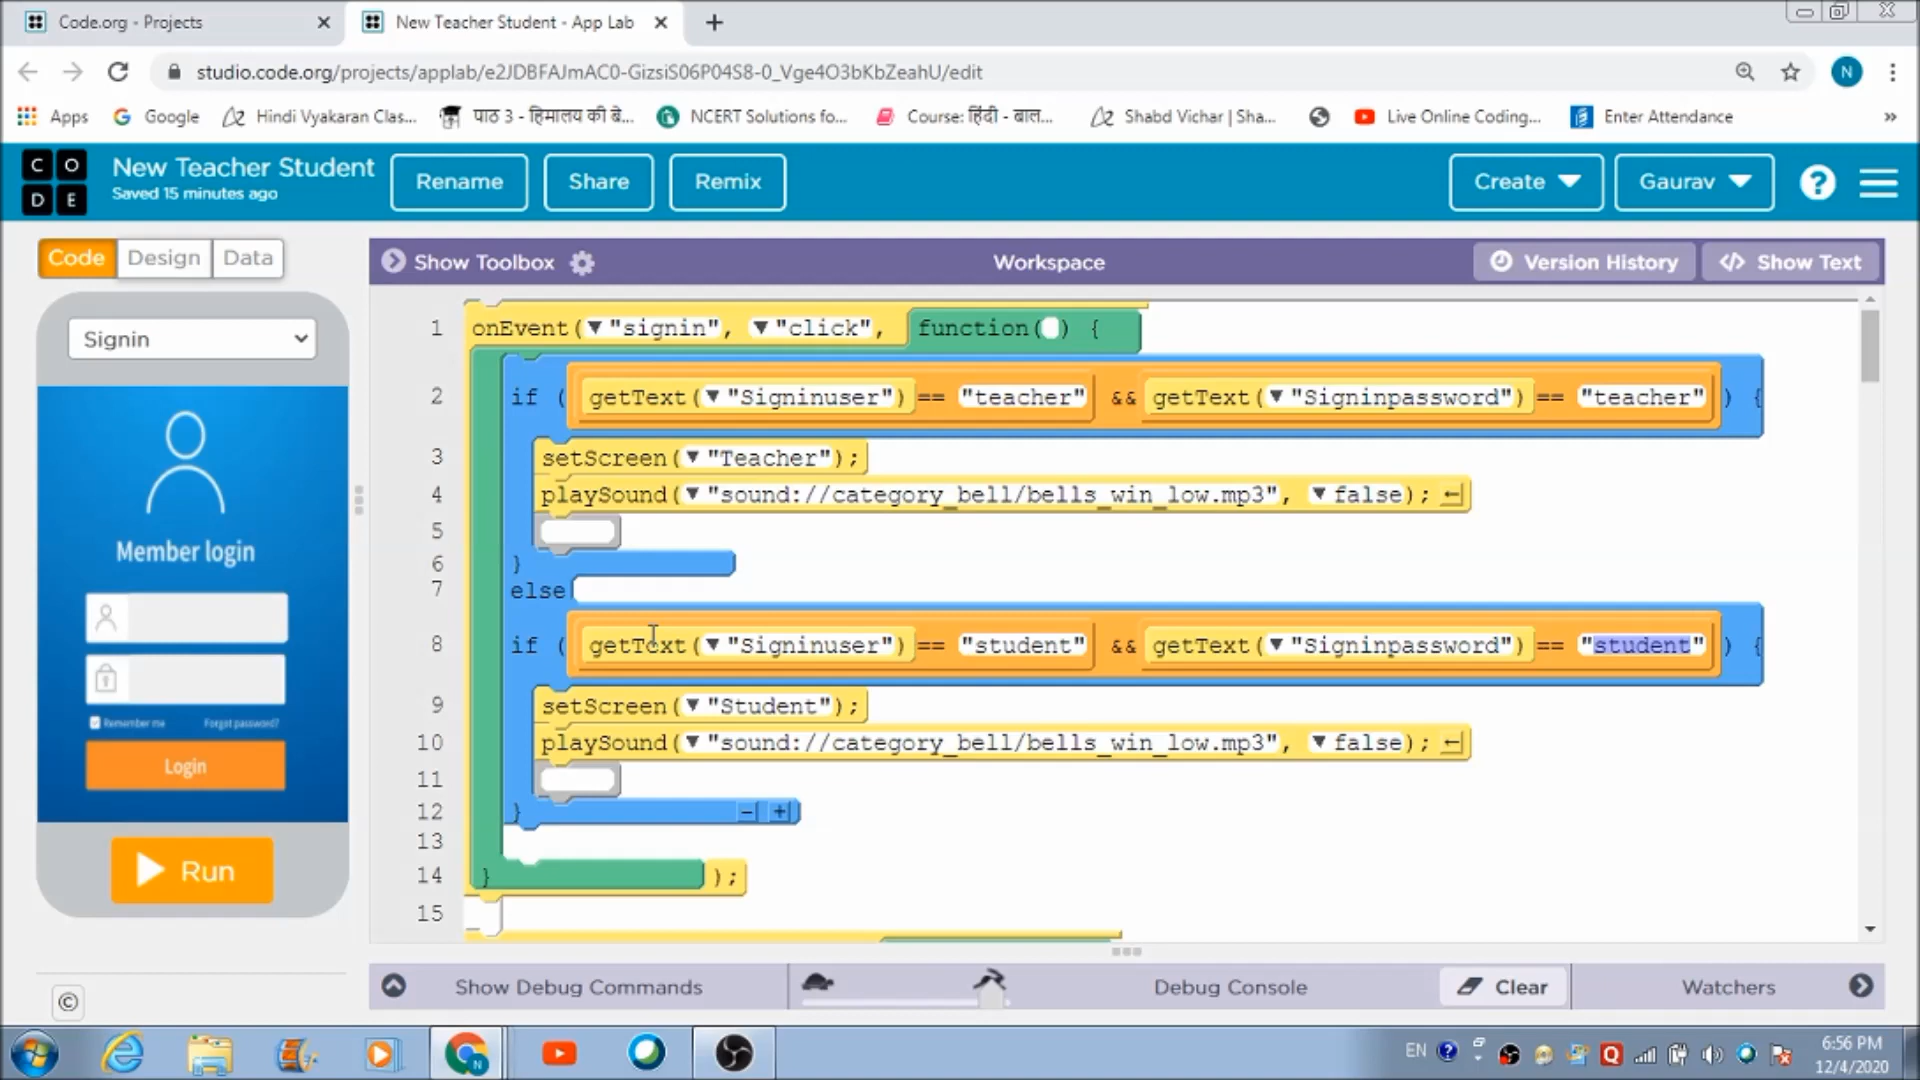 Code.org - Projects
New Teacher Student - App Lab
studio.code.org/projects/applab/e2JDBFAJmAC0-GizsiS06P04S8-0_Vge4O3bKbZeahU/edit
N
Apps
Google
Hindi Vyakaran Clas...
पाठ 3 - हिमालय की बे...
NCERT Solutions fo...
Course: हिंदी - बाल...
Shabd Vichar | Sha...
Live Online Coding...
Enter Attendance
»
C O
D E
New Teacher Student
Saved 15 minutes ago
Rename
Share
Remix
Create
Gaurav
?
Code
Design
Data
Show Toolbox
Workspace
Version History
</> Show Text
Signin
Member login
Remember me
Forgot password?
Login
Run
1 onEvent(▼"signin", ▼"click", function( ) {
2 if ( getText(▼"Signinuser") == "teacher" && getText(▼"Signinpassword") == "teacher" ) {
3 setScreen(▼"Teacher");
4 playSound(▼"sound://category_bell/bells_win_low.mp3", ▼false);
5
6 }
7 else
8 if ( getText(▼"Signinuser") == "student" && getText(▼"Signinpassword") == "student" ) {
9 setScreen(▼"Student");
10 playSound(▼"sound://category_bell/bells_win_low.mp3", ▼false);
11
12 } - +
13
14 } );
15
©
Show Debug Commands
Debug Console
Clear
Watchers
EN
6:56 PM
12/4/2020